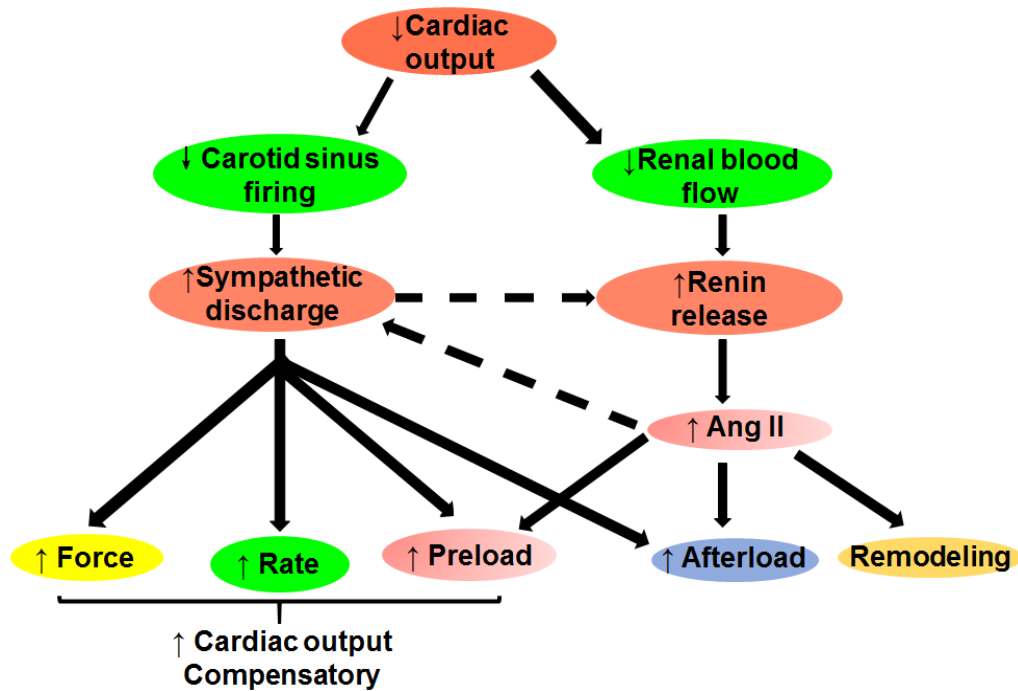 ↓Cardiac
output
↓ Carotid sinus
firing
↓Renal blood
flow
↑Sympathetic
discharge
↑Renin
release
↑ Ang II
↑ Force
↑ Rate
↑ Preload
↑ Afterload
Remodeling
↑ Cardiac output
Compensatory